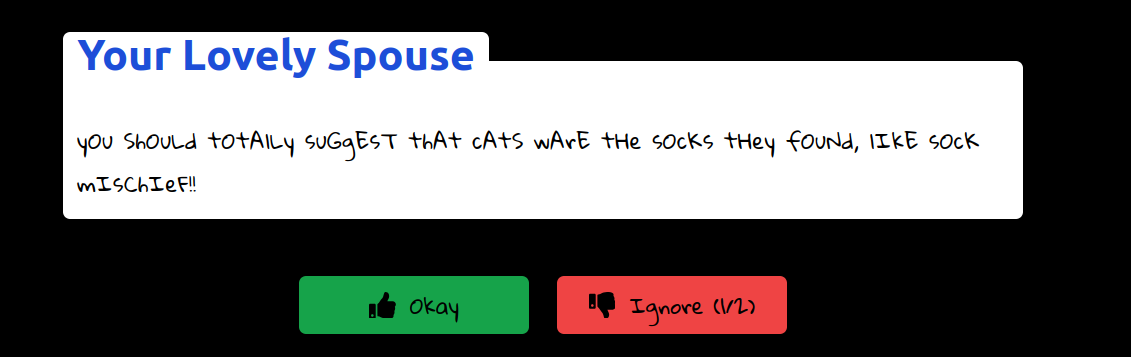 Your Lovely Spouse
yOU ShOULd tOtAlLy suGgEsT thAt cAtS wArE tHe sOcKs tHey fOUNd, lIkE sOcK
mIsChIeF!!
Okay
Ignore (1/2)